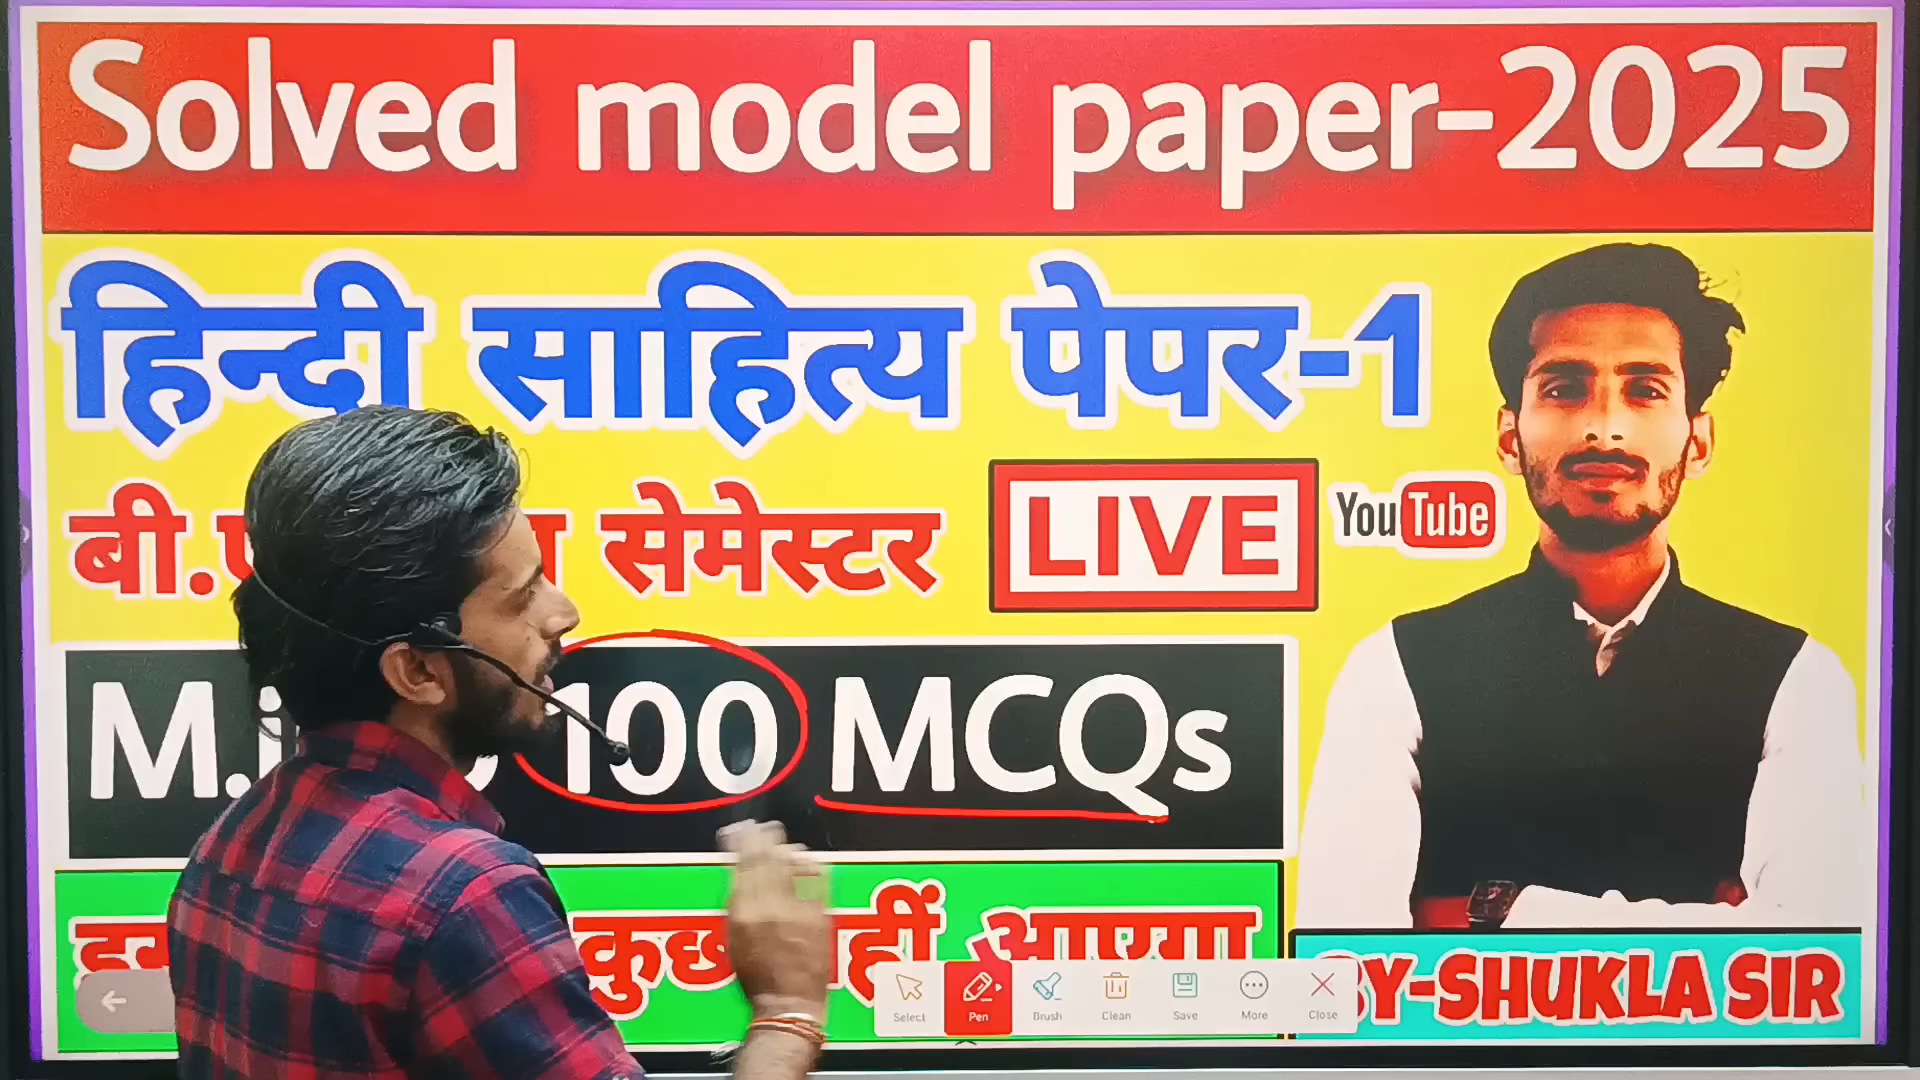 Solved model paper-2025
हिन्दी साहित्य पेपर-1
सेमेस्टर
LIVE
YouTube
100 MCQs
आएगा
BY-SHUKLA SIR
Select
Pen
Brush
Clean
Save
More
Close